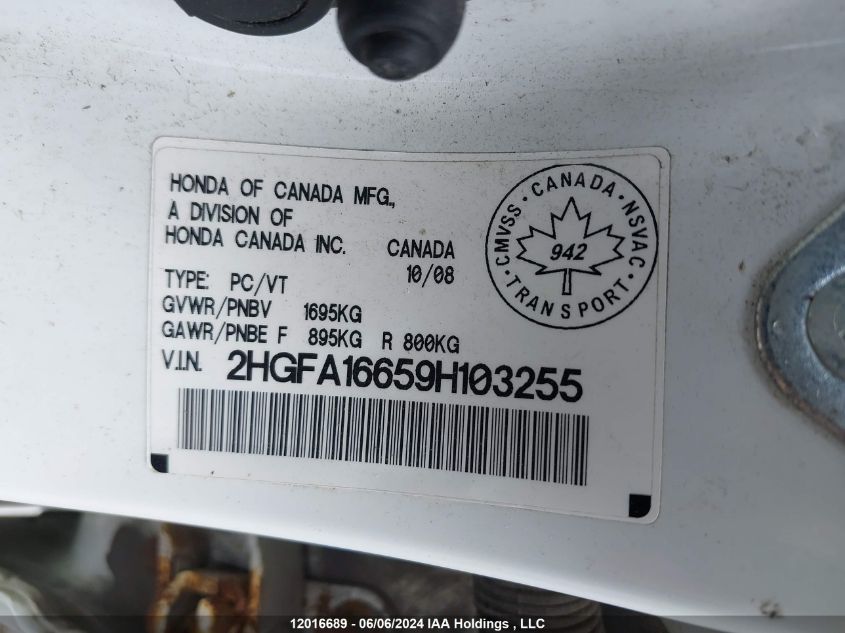 HONDA OF CANADA MFG.,
A DIVISION OF
HONDA CANADA INC. CANADA
10/08
TYPE: PC/VT
GVWR/PNBV 1695KG
GAWR/PNBE F 895KG R 800KG
V.I.N. 2HGFA16659H103255
CMVSS · CANADA · NSVAC · TRANSPORT ·
942
12016689 - 06/06/2024 IAA Holdings , LLC